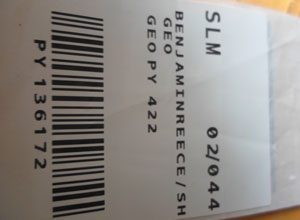 SLM 02/044
BENJAMINREECE/SH
GEO
GEOPY 422
PY 136172